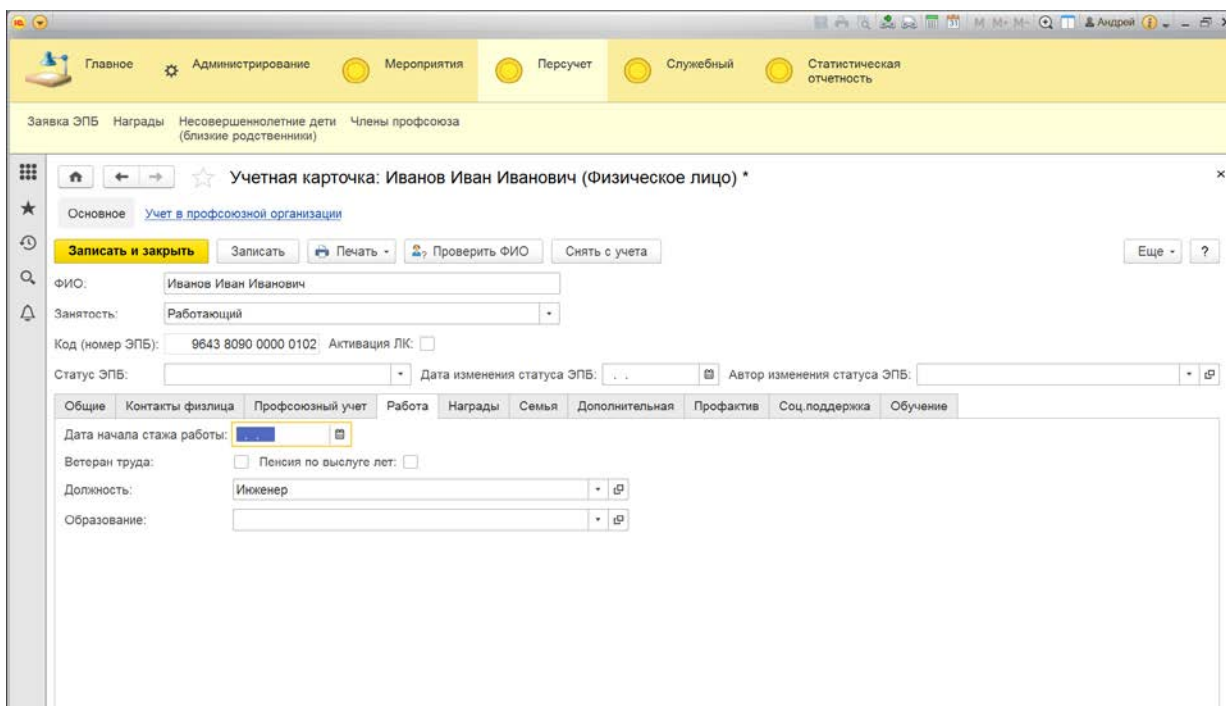 1С M M+ M- 31 Андрей i
Главное Администрирование Мероприятия Персучет Служебный Статистическая
отчетность
Заявка ЭПБ Награды Несовершеннолетние дети Члены профсоюза
(близкие родственники)
Учетная карточка: Иванов Иван Иванович (Физическое лицо) *
Основное Учет в профсоюзной организации
Записать и закрыть Записать Печать Проверить ФИО Снять с учета Еще ?
ФИО: Иванов Иван Иванович
Занятость: Работающий
Код (номер ЭПБ): 9643 8090 0000 0102 Активация ЛК:
Статус ЭПБ: Дата изменения статуса ЭПБ: . . Автор изменения статуса ЭПБ:
Общие Контакты физлица Профсоюзный учет Работа Награды Семья Дополнительная Профактив Соц.поддержка Обучение
Дата начала стажа работы: . .
Ветеран труда: Пенсия по выслуге лет:
Должность: Инженер
Образование: